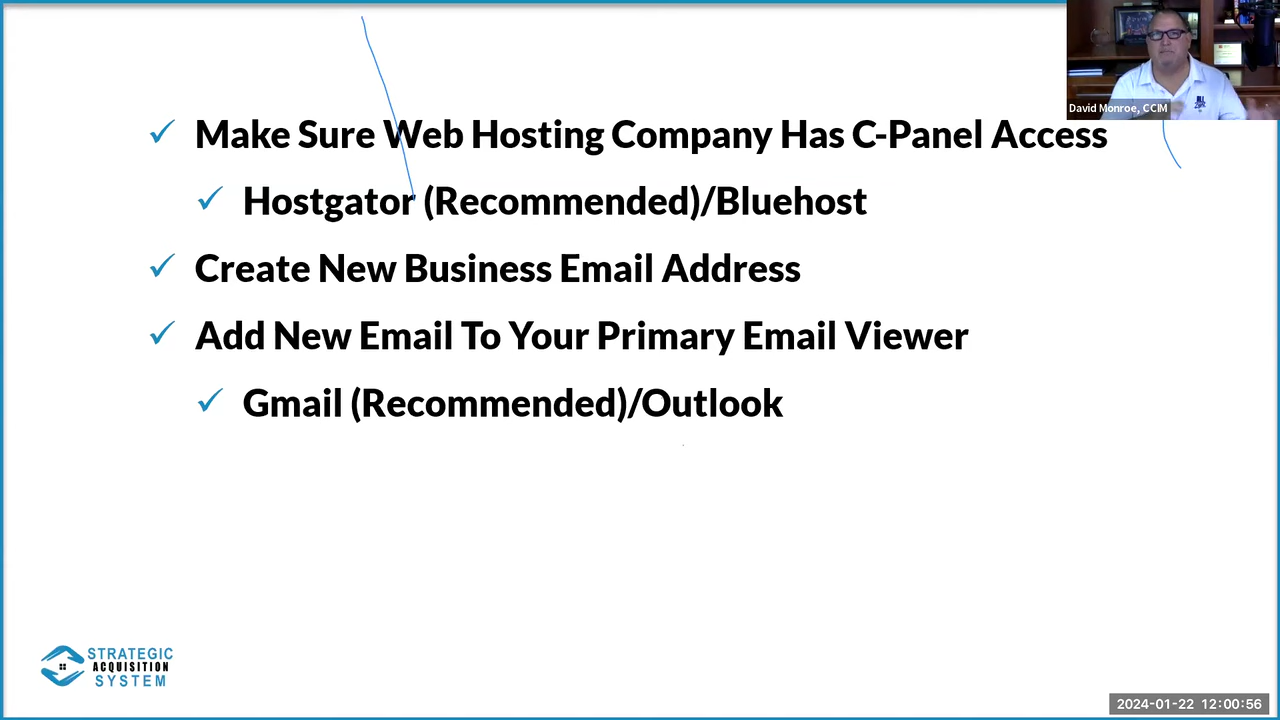 David Monroe, CCIM
Make Sure Web Hosting Company Has C-Panel Access
Hostgator (Recommended)/Bluehost
Create New Business Email Address
Add New Email To Your Primary Email Viewer
Gmail (Recommended)/Outlook
STRATEGIC
ACQUISITION
SYSTEM
2024-01-22 12:00:56